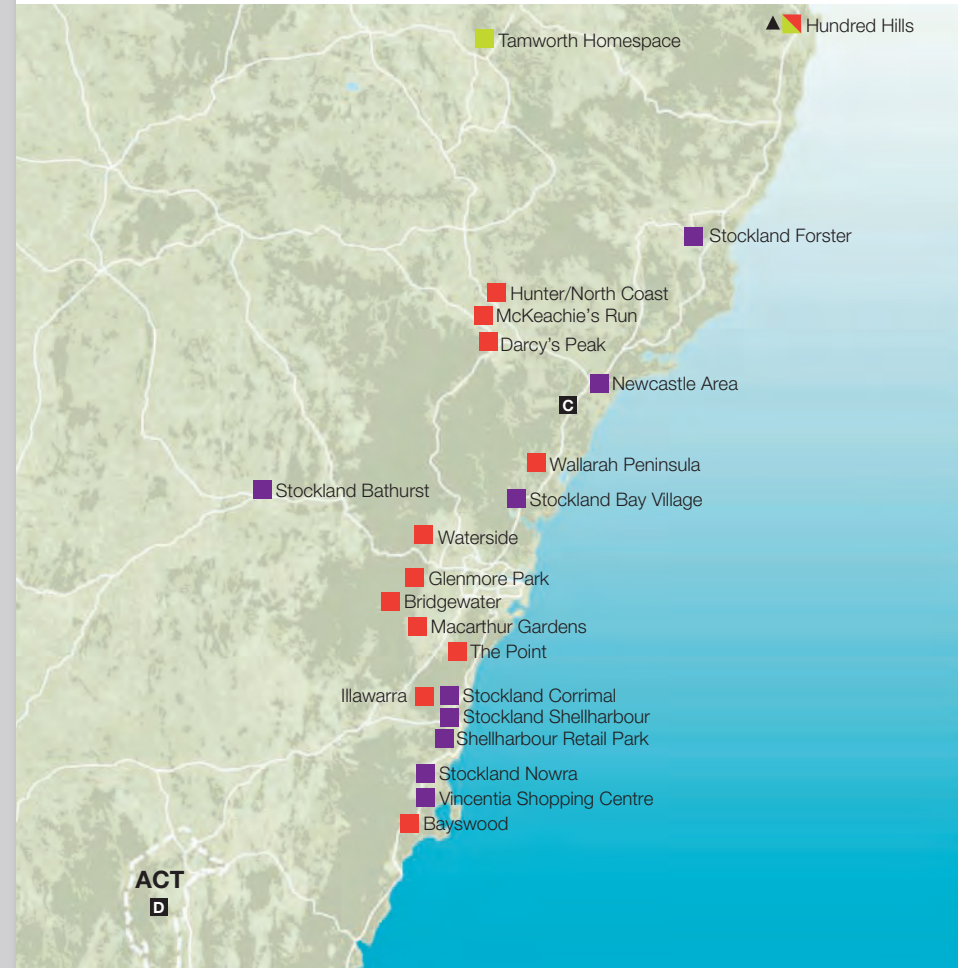 Hundred Hills
Tamworth Homespace
Stockland Forster
Hunter/North Coast
McKeachie's Run
Darcy's Peak
Newcastle Area
C
Wallarah Peninsula
Stockland Bathurst
Stockland Bay Village
Waterside
Glenmore Park
Bridgewater
Macarthur Gardens
The Point
Illawarra
Stockland Corrimal
Stockland Shellharbour
Shellharbour Retail Park
Stockland Nowra
Vincentia Shopping Centre
Bayswood
ACT
D